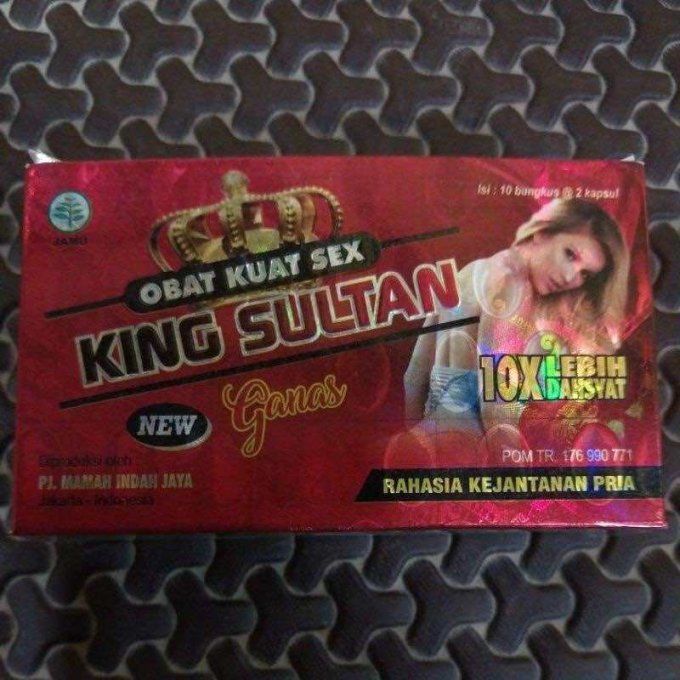 Isi : 10 bungkus @ 2 kapsul
JAMU
OBAT KUAT SEX
KING SULTAN
NEW
Ganas
10X LEBIH
DAHSYAT
Diproduksi oleh
PJ. MAMAH INDAH JAYA
Jakarta - Indonesia
POM TR. 176 990 771
RAHASIA KEJANTANAN PRIA